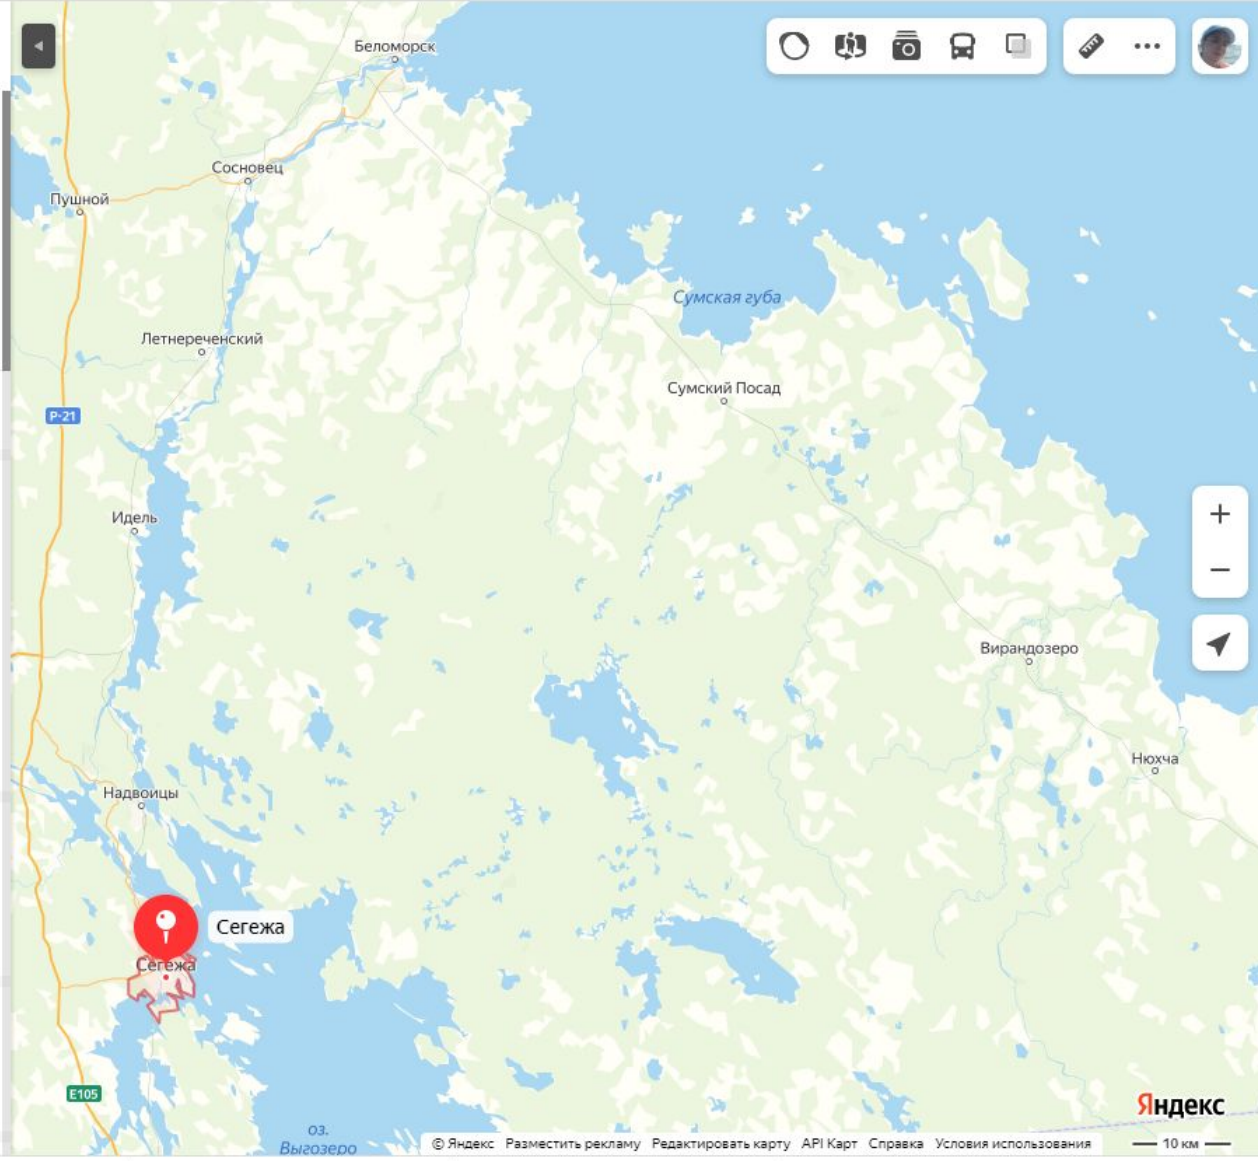 Беломорск
Сосновец
Пушной
Сумская губа
Летнереченский
Сумский Посад
Р-21
Идель
Вирандозеро
Нюхча
Надвоицы
Сегежа
Сегежа
E105
Яндекс
оз.
Выгозеро
© Яндекс Разместить рекламу Редактировать карту API Карт Справка Условия использования 10 км